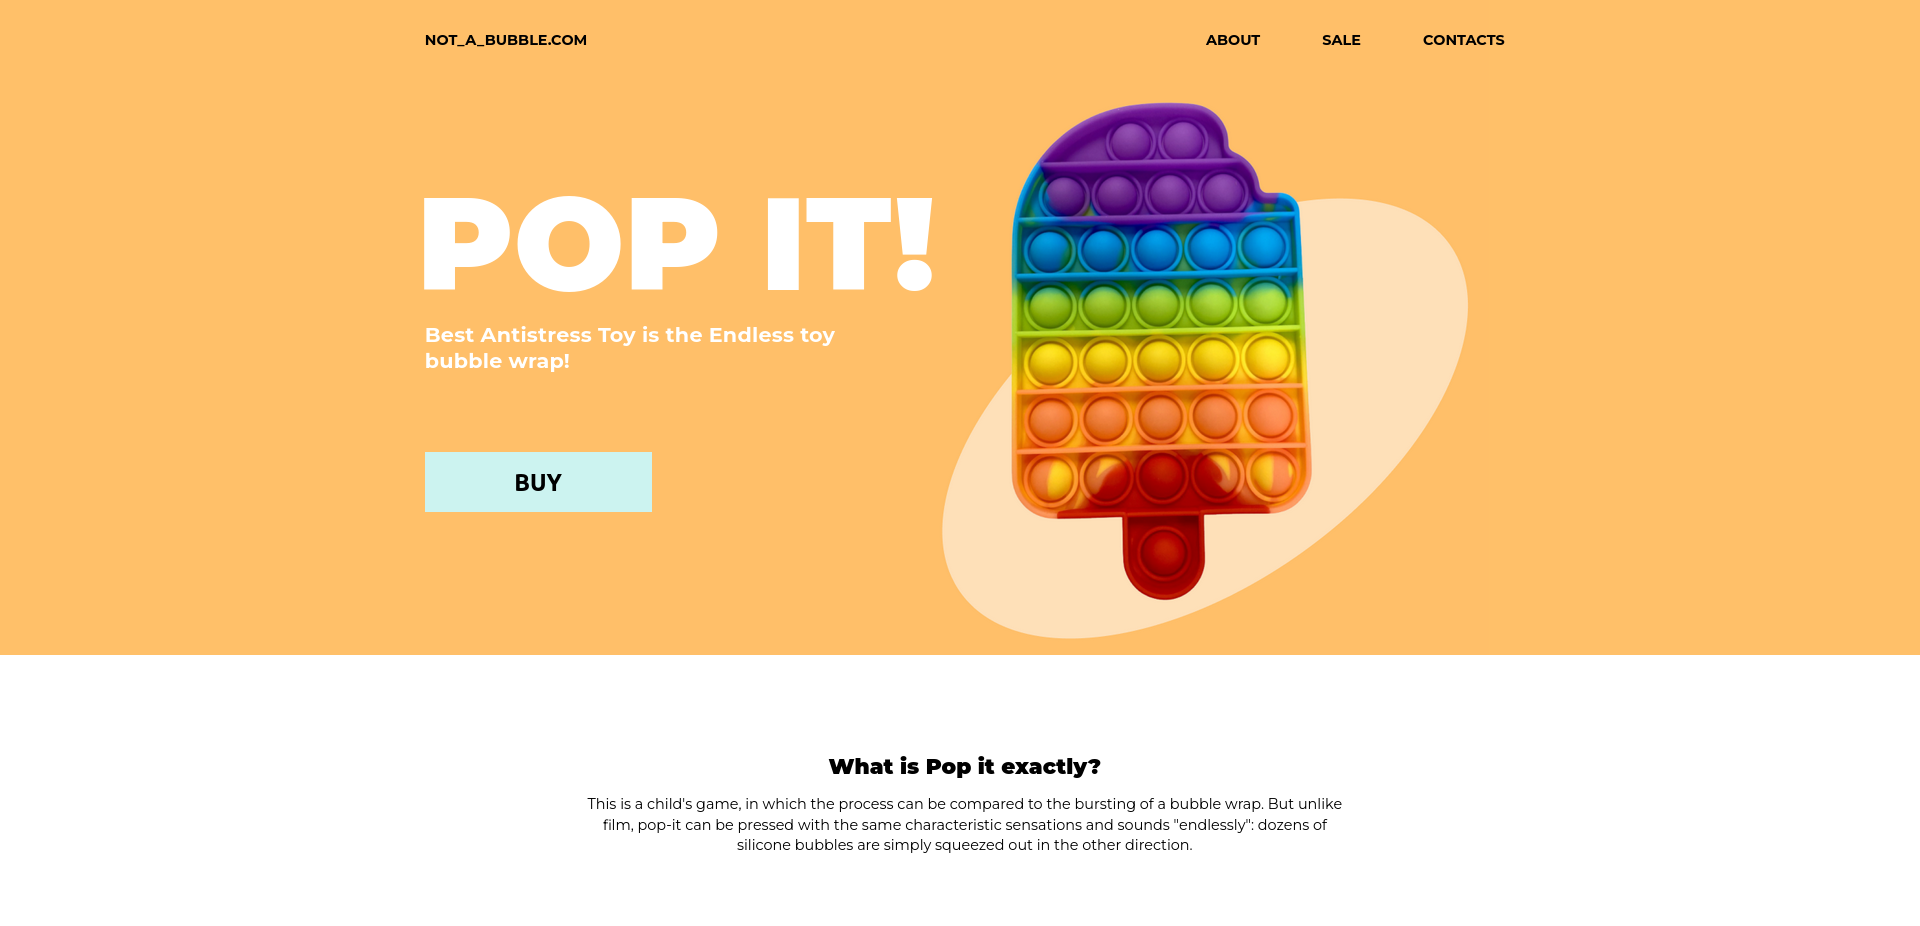 NOT_A_BUBBLE.COM
ABOUT
SALE
CONTACTS
POP IT!
Best Antistress Toy is the Endless toy
bubble wrap!
BUY
What is Pop it exactly?
This is a child's game, in which the process can be compared to the bursting of a bubble wrap. But unlike
film, pop-it can be pressed with the same characteristic sensations and sounds "endlessly": dozens of
silicone bubbles are simply squeezed out in the other direction.